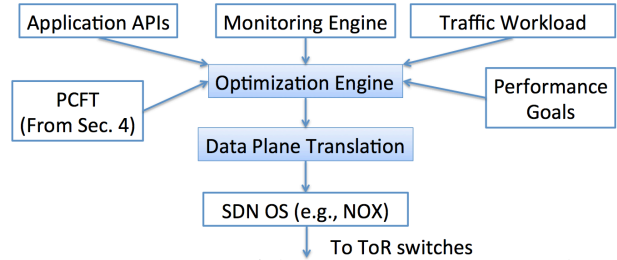 Application APIs
Monitoring Engine
Traffic Workload
Optimization Engine
PCFT
(From Sec. 4)
Performance
Goals
Data Plane Translation
SDN OS (e.g., NOX)
To ToR switches